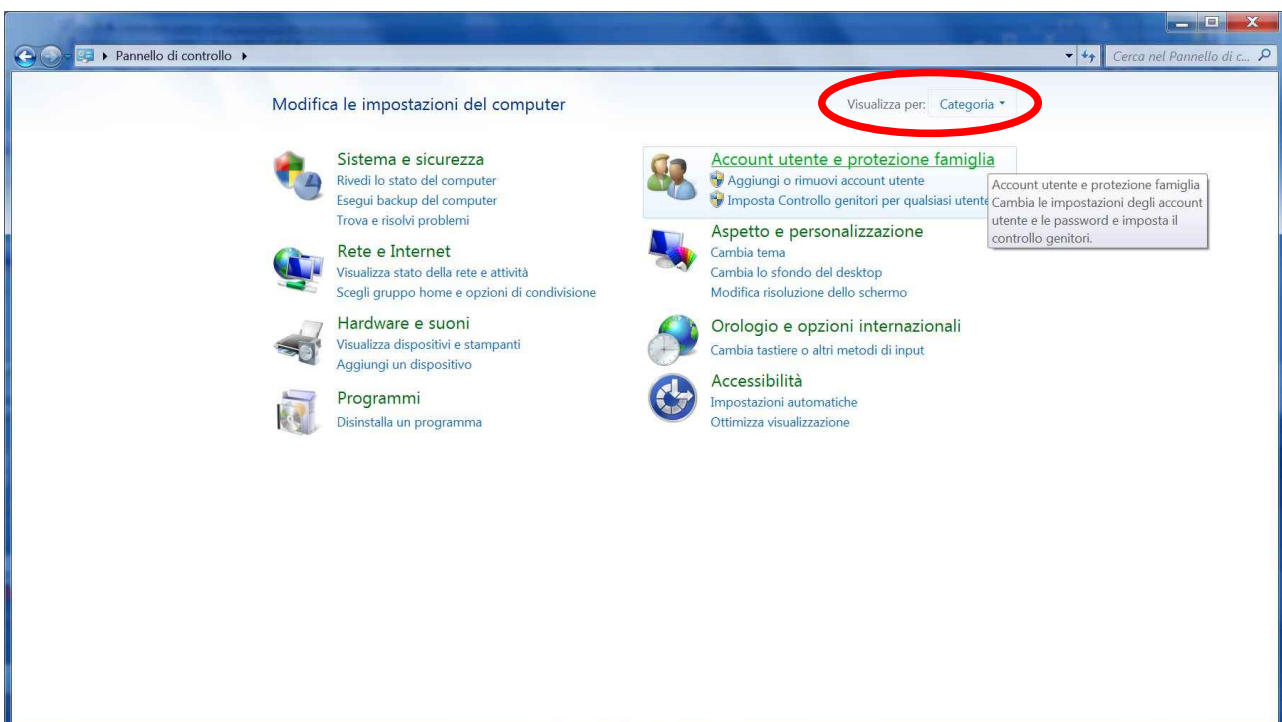 Pannello di controllo
Cerca nel Pannello di c...
Modifica le impostazioni del computer
Visualizza per: Categoria
Sistema e sicurezza
Rivedi lo stato del computer
Esegui backup del computer
Trova e risolvi problemi
Rete e Internet
Visualizza stato della rete e attività
Scegli gruppo home e opzioni di condivisione
Hardware e suoni
Visualizza dispositivi e stampanti
Aggiungi un dispositivo
Programmi
Disinstalla un programma
Account utente e protezione famiglia
Aggiungi o rimuovi account utente
Imposta Controllo genitori per qualsiasi utente
Account utente e protezione famiglia
Cambia le impostazioni degli account
utente e le password e imposta il
controllo genitori.
Aspetto e personalizzazione
Cambia tema
Cambia lo sfondo del desktop
Modifica risoluzione dello schermo
Orologio e opzioni internazionali
Cambia tastiere o altri metodi di input
Accessibilità
Impostazioni automatiche
Ottimizza visualizzazione